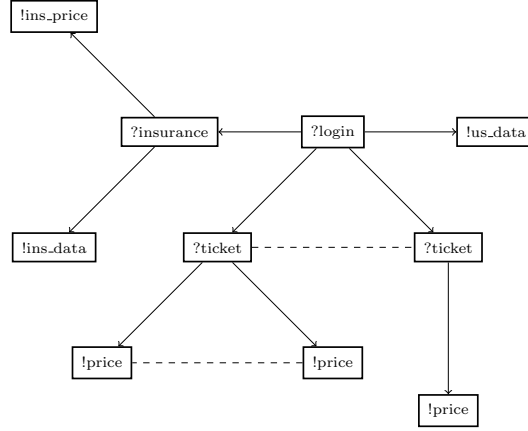 !ins_price
?insurance
?login
!us_data
!ins_data
?ticket
?ticket
!price
!price
!price